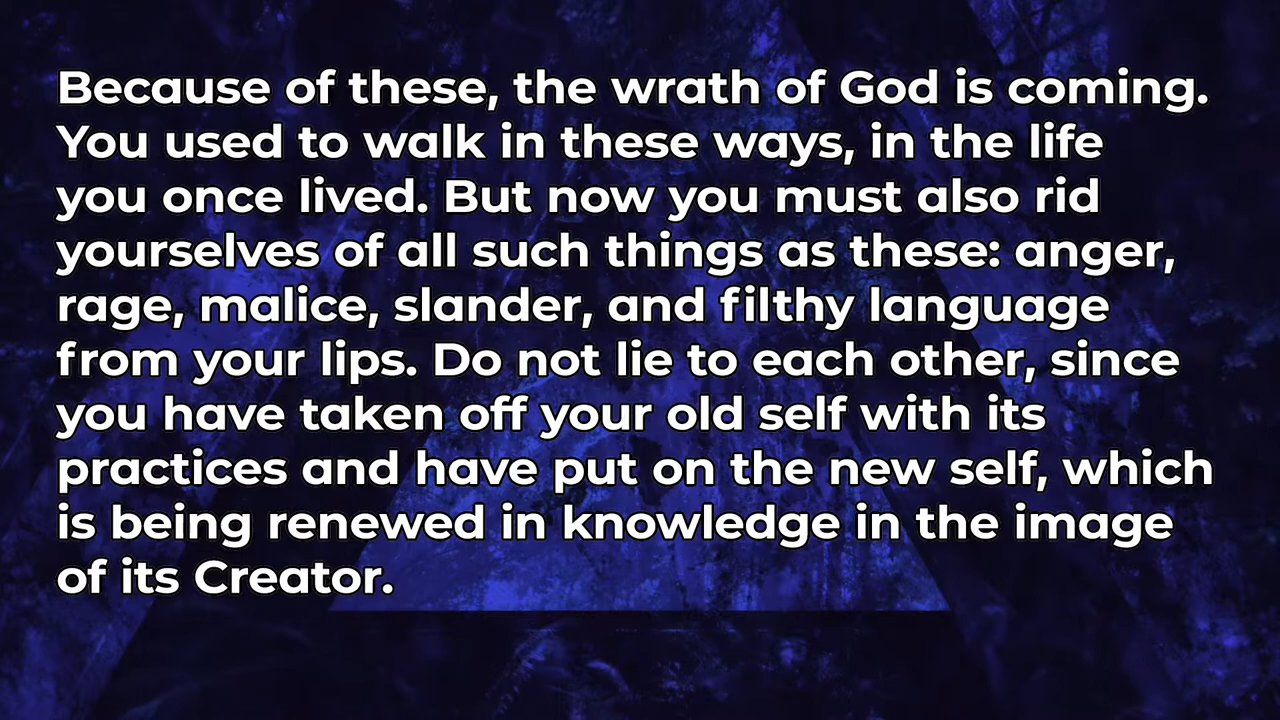 Because of these, the wrath of God is coming.
You used to walk in these ways, in the life
you once lived. But now you must also rid
yourselves of all such things as these: anger,
rage, malice, slander, and filthy language
from your lips. Do not lie to each other, since
you have taken off your old self with its
practices and have put on the new self, which
is being renewed in knowledge in the image
of its Creator.